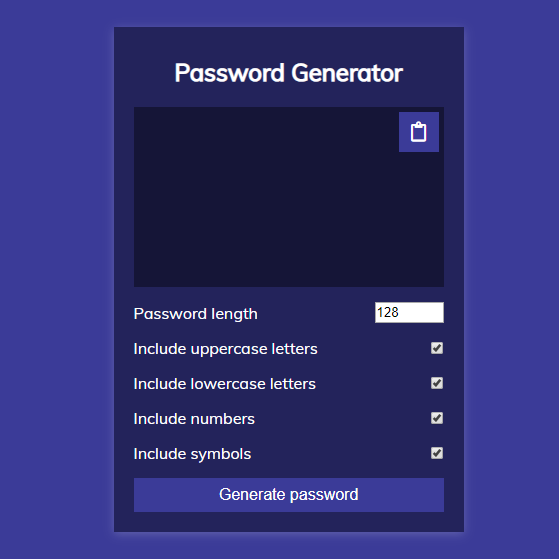 Password Generator
Password length 128
Include uppercase letters
Include lowercase letters
Include numbers
Include symbols
Generate password